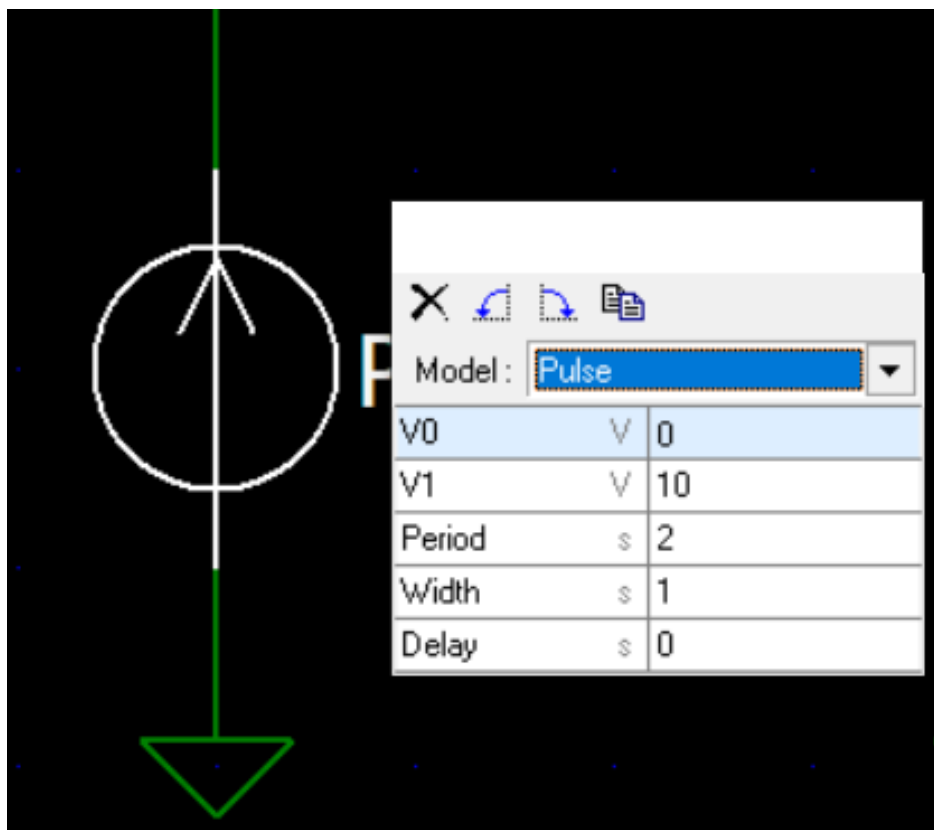 P
Model: Pulse
V0 V 0
V1 V 10
Period s 2
Width s 1
Delay s 0